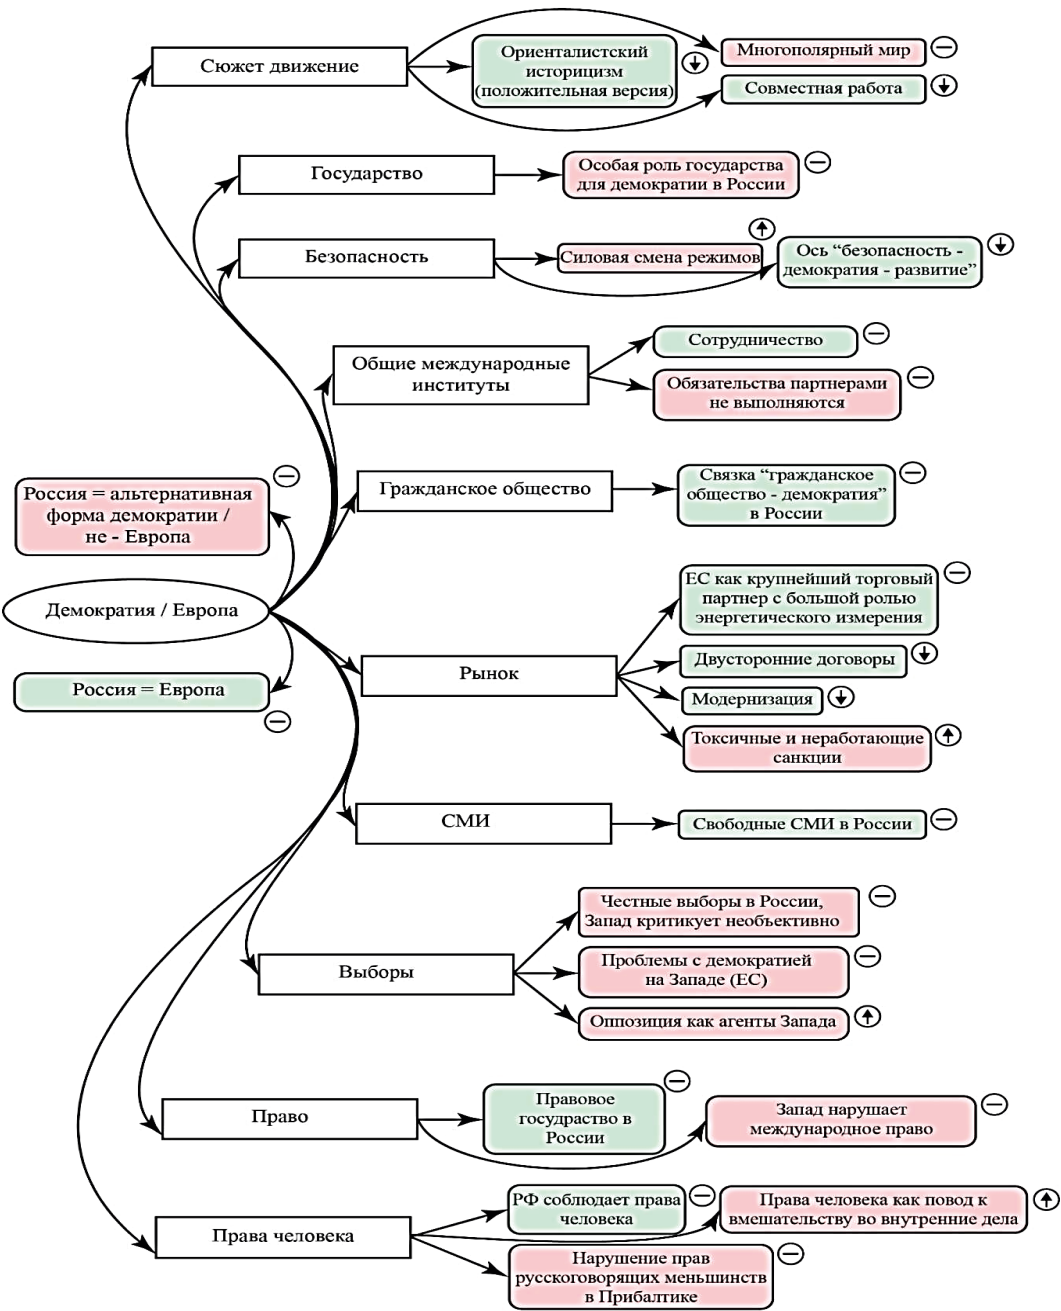 Сюжет движение
Ориенталистский
историцизм
(положительная версия)
Многополярный мир
Совместная работа
Государство
Особая роль государства
для демократии в России
Безопасность
Силовая смена режимов
Ось “безопасность -
демократия - развитие”
Общие международные
институты
Сотрудничество
Обязательства партнерами
не выполняются
Гражданское общество
Связка “гражданское
общество - демократия”
в России
Россия = альтернативная
форма демократии /
не - Европа
Демократия / Европа
Россия = Европа
Рынок
ЕС как крупнейший торговый
партнер с большой ролью
энергетического измерения
Двусторонние договоры
Модернизация
Токсичные и неработающие
санкции
СМИ
Свободные СМИ в России
Выборы
Честные выборы в России,
Запад критикует необъективно
Проблемы с демократией
на Западе (ЕС)
Оппозиция как агенты Запада
Право
Правовое
госудраство в
России
Запад нарушает
международное право
Права человека
РФ соблюдает права
человека
Права человека как повод к
вмешательству во внутренние дела
Нарушение прав
русскоговорящих меньшинств
в Прибалтике